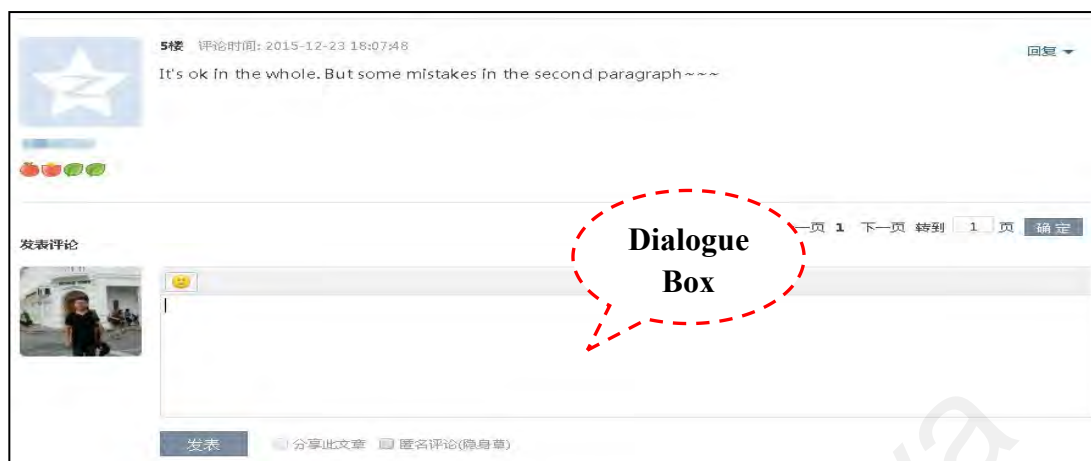 5楼 评论时间: 2015-12-23 18:07:48
回复
It's ok in the whole. But some mistakes in the second paragraph~~~
一页 1 下一页 转到 1 页 确定
发表评论
Dialogue
Box
发表 分享此文章 匿名评论(隐身草)